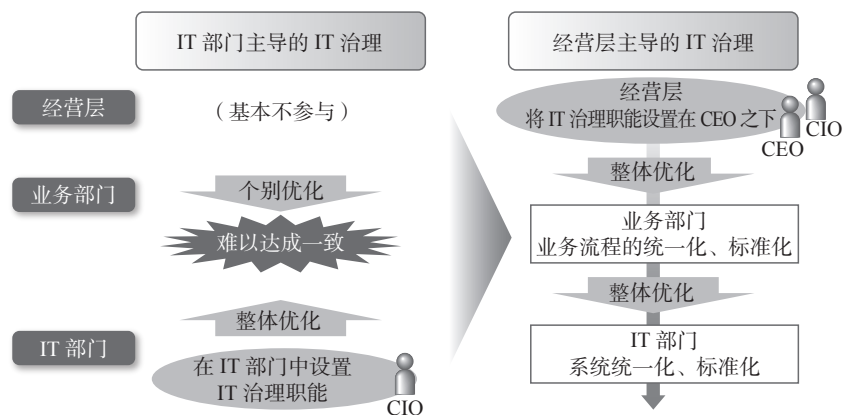 IT 部门主导的 IT 治理
经营层主导的 IT 治理
经营层
（基本不参与）
经营层
将 IT 治理职能设置在 CEO 之下
CEO
CIO
整体优化
业务部门
个别优化
难以达成一致
业务部门
业务流程的统一化、标准化
整体优化
整体优化
IT 部门
在 IT 部门中设置
IT 治理职能
CIO
IT 部门
系统统一化、标准化